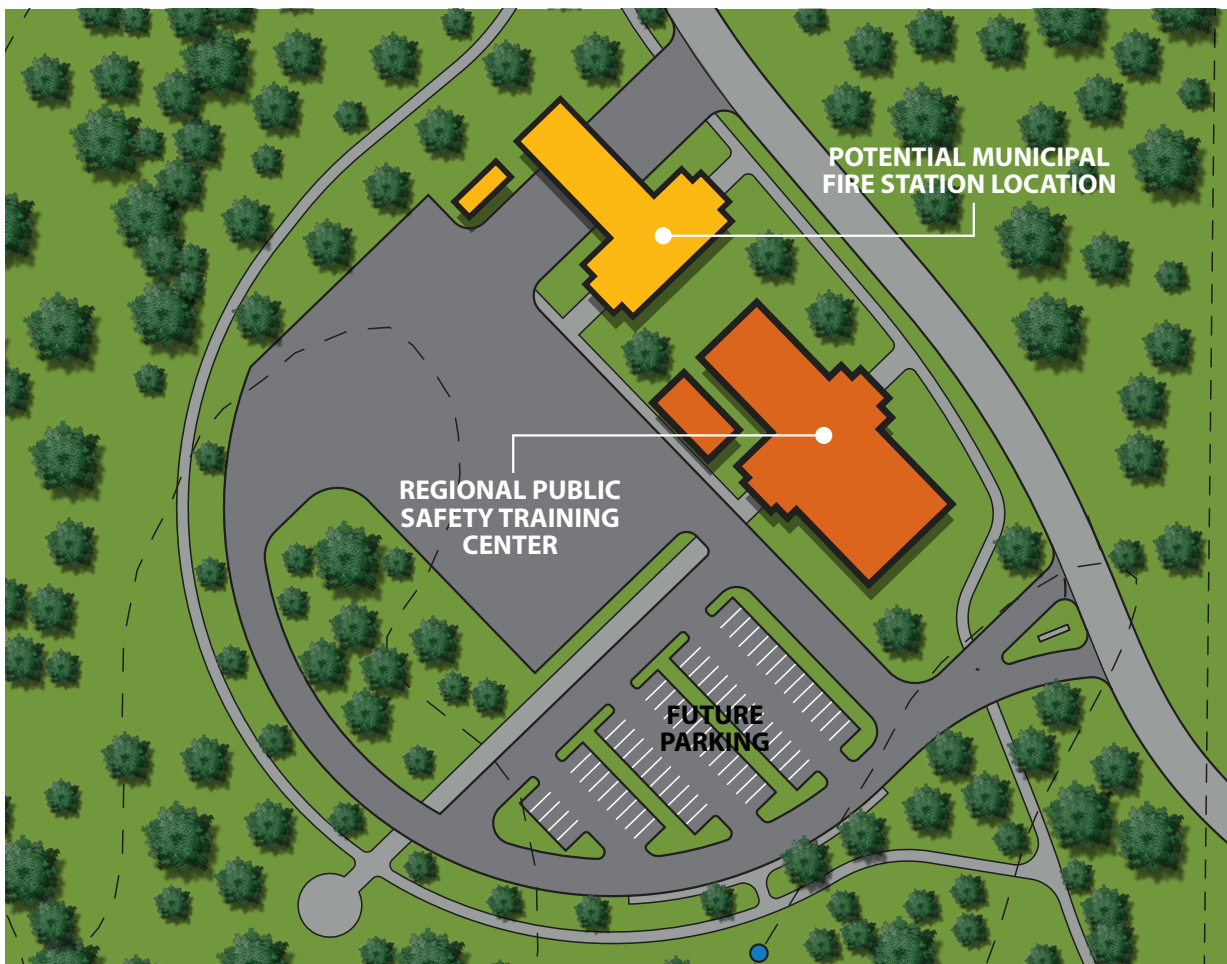 POTENTIAL MUNICIPAL
FIRE STATION LOCATION
REGIONAL PUBLIC
SAFETY TRAINING
CENTER
FUTURE
PARKING